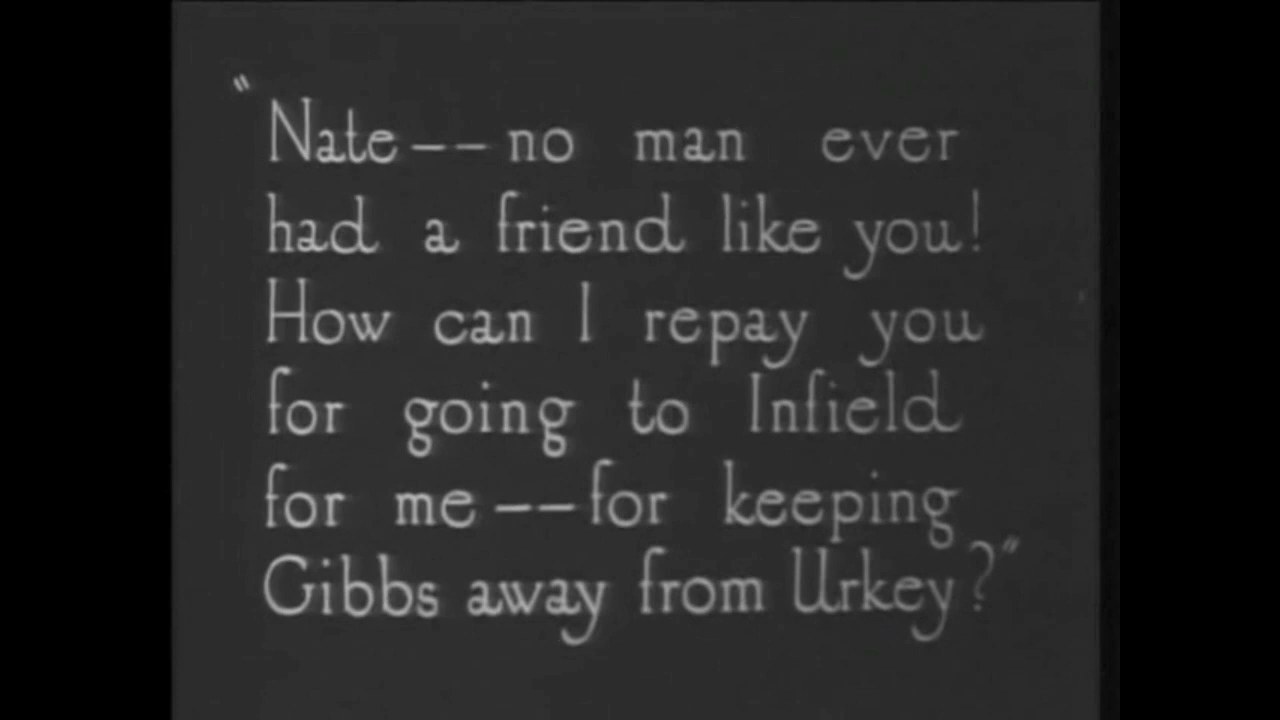 "Nate--no man ever
had a friend like you!
How can I repay you
for going to Infield
for me--for keeping
Gibbs away from Urkey?"